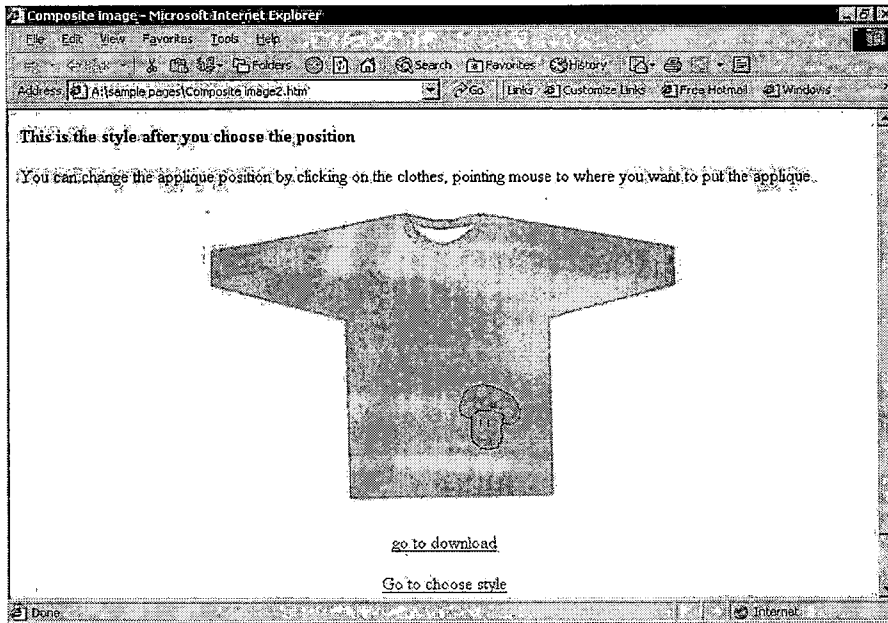 Composite image - Microsoft Internet Explorer
File Edit View Favorites Tools Help
Folders Search Favorites History
Address A:\sample pages\Composite image2.htm Go Links Customize Links Free Hotmail Windows
This is the style after you choose the position
You can change the applique position by clicking on the clothes, pointing mouse to where you want to put the applique.
go to download
Go to choose style
Done Internet